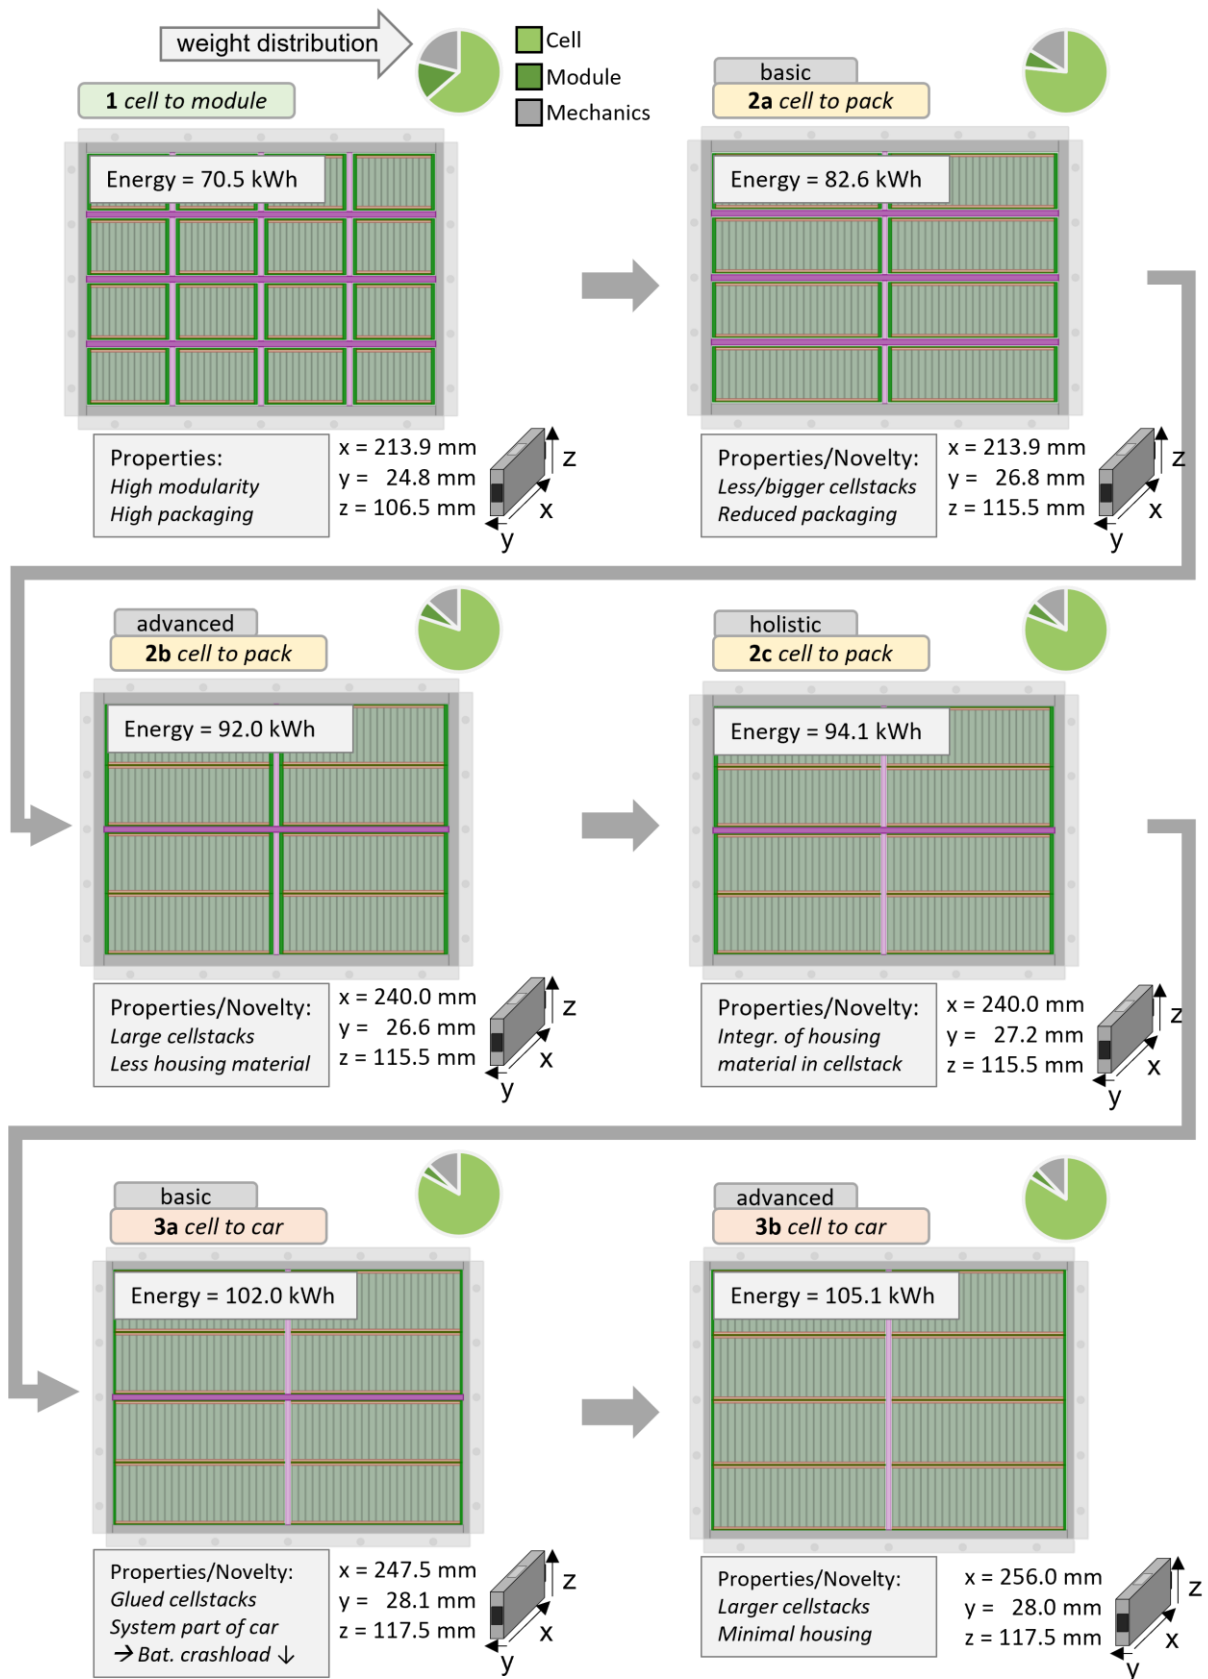 weight distribution
Cell
Module
Mechanics
1 cell to module
Energy = 70.5 kWh
Properties:
High modularity
High packaging
x = 213.9 mm
y = 24.8 mm
z = 106.5 mm
z
x
y
basic
2a cell to pack
Energy = 82.6 kWh
Properties/Novelty:
Less/bigger cellstacks
Reduced packaging
x = 213.9 mm
y = 26.8 mm
z = 115.5 mm
z
x
y
advanced
2b cell to pack
Energy = 92.0 kWh
Properties/Novelty:
Large cellstacks
Less housing material
x = 240.0 mm
y = 26.6 mm
z = 115.5 mm
z
x
y
holistic
2c cell to pack
Energy = 94.1 kWh
Properties/Novelty:
Integr. of housing
material in cellstack
x = 240.0 mm
y = 27.2 mm
z = 115.5 mm
z
x
y
basic
3a cell to car
Energy = 102.0 kWh
Properties/Novelty:
Glued cellstacks
System part of car
→ Bat. crashload ↓
x = 247.5 mm
y = 28.1 mm
z = 117.5 mm
z
x
y
advanced
3b cell to car
Energy = 105.1 kWh
Properties/Novelty:
Larger cellstacks
Minimal housing
x = 256.0 mm
y = 28.0 mm
z = 117.5 mm
z
x
y